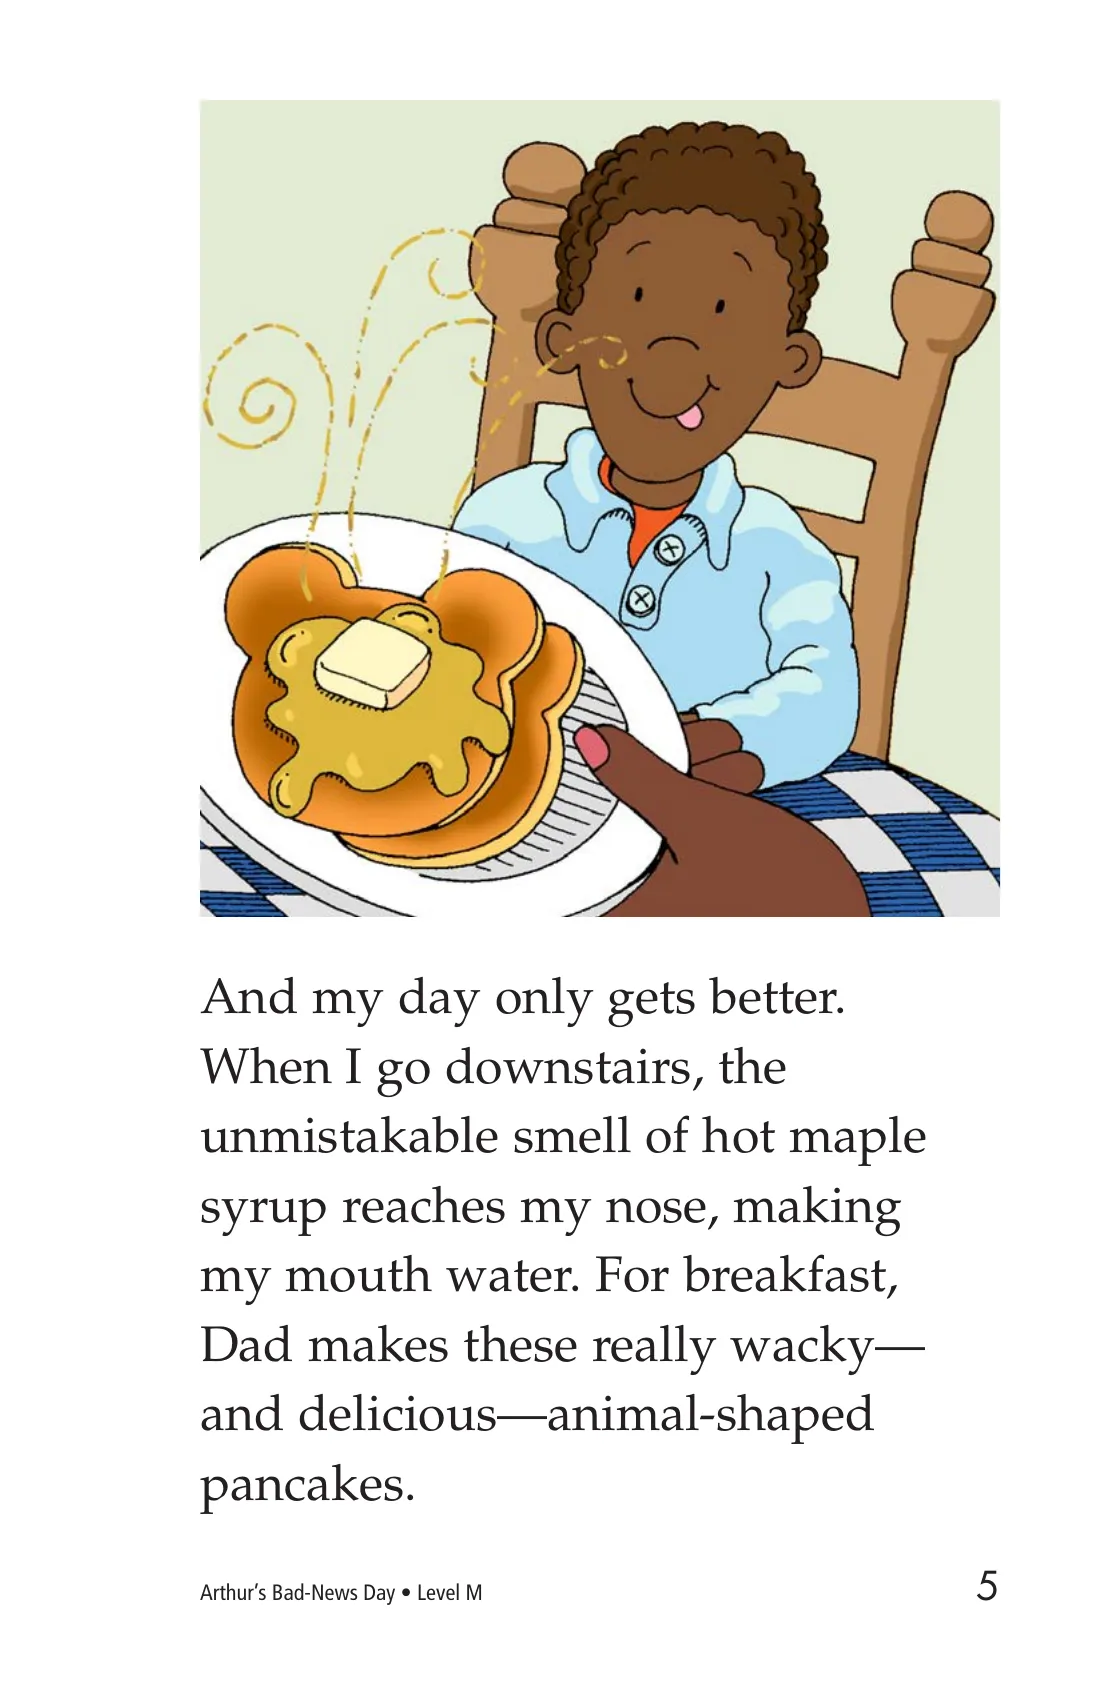 And my day only gets better.
When I go downstairs, the
unmistakable smell of hot maple
syrup reaches my nose, making
my mouth water. For breakfast,
Dad makes these really wacky—
and delicious—animal-shaped
pancakes.
Arthur's Bad-News Day • Level M 5